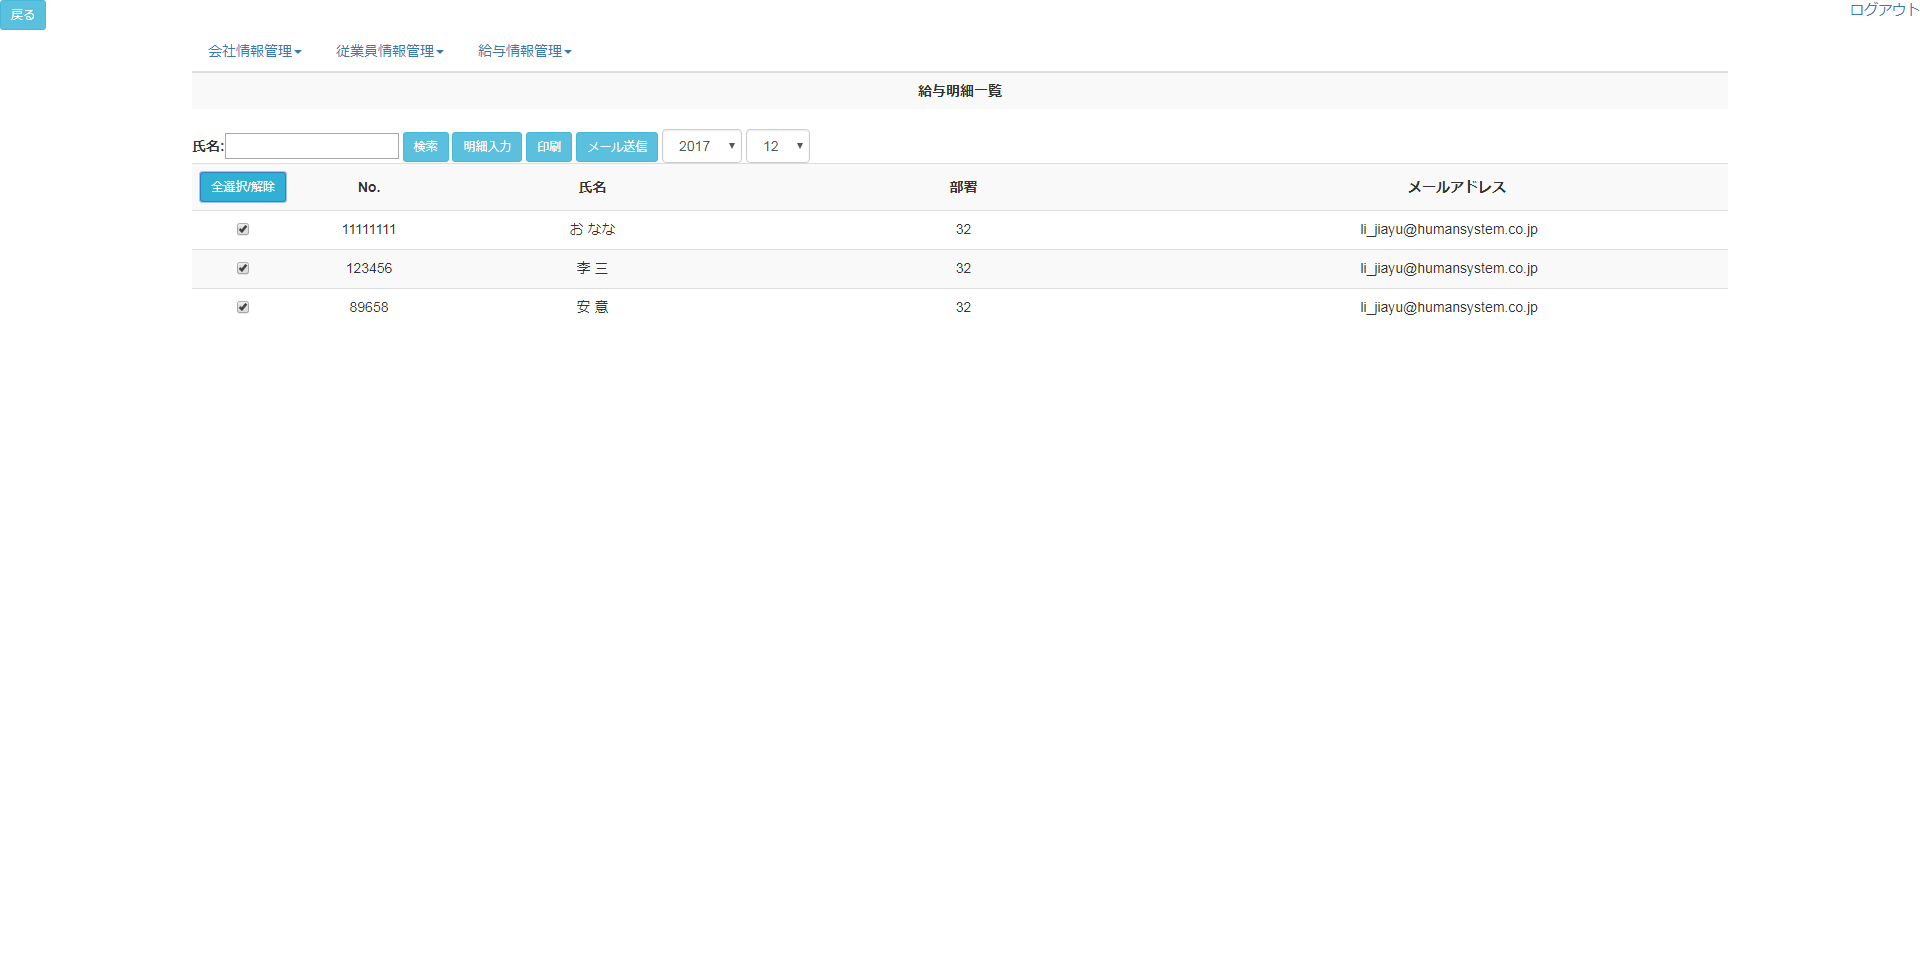 戻る ログアウト
会社情報管理 従業員情報管理 給与情報管理
給与明細一覧
氏名: 検索 明細入力 印刷 メール送信 2017 12
全選択/解除 No. 氏名 部署 メールアドレス
11111111 お なな 32 li_jiayu@humansystem.co.jp
123456 李 三 32 li_jiayu@humansystem.co.jp
89658 安 意 32 li_jiayu@humansystem.co.jp